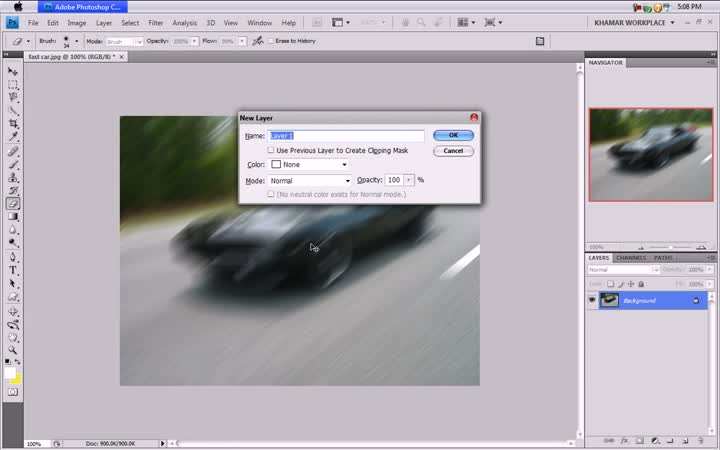 Ps Adobe Photoshop C...
5:08 PM
Ps File Edit Image Layer Select Filter Analysis 3D View Window Help Br KHAMAR WORKPLACE
Brush: 34 Mode: Brush Opacity: 100% Flow: 99% Erase to History
fast car.jpg @ 100% (RGB/8) *
NAVIGATOR
New Layer
Name: Layer 1 OK
Use Previous Layer to Create Clipping Mask Cancel
Color: None
Mode: Normal Opacity: 100 %
(No neutral color exists for Normal mode.)
100%
LAYERS CHANNELS PATHS
Normal Opacity: 100%
Lock: Fill: 100%
Background
fx
100% Doc: 900.0K/900.0K